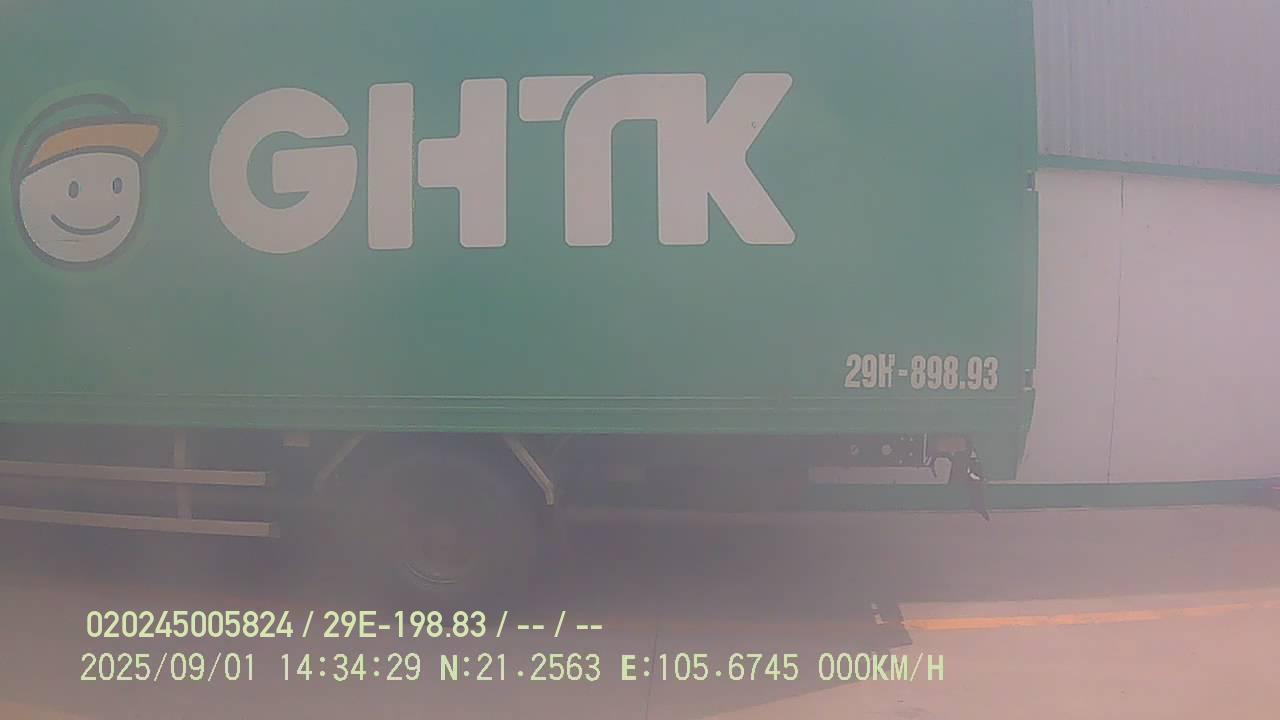 GHTK
29H-898.93
020245005824 / 29E-198.83 / -- / --
2025/09/01 14:34:29 N:21.2563 E:105.6745 000KM/H